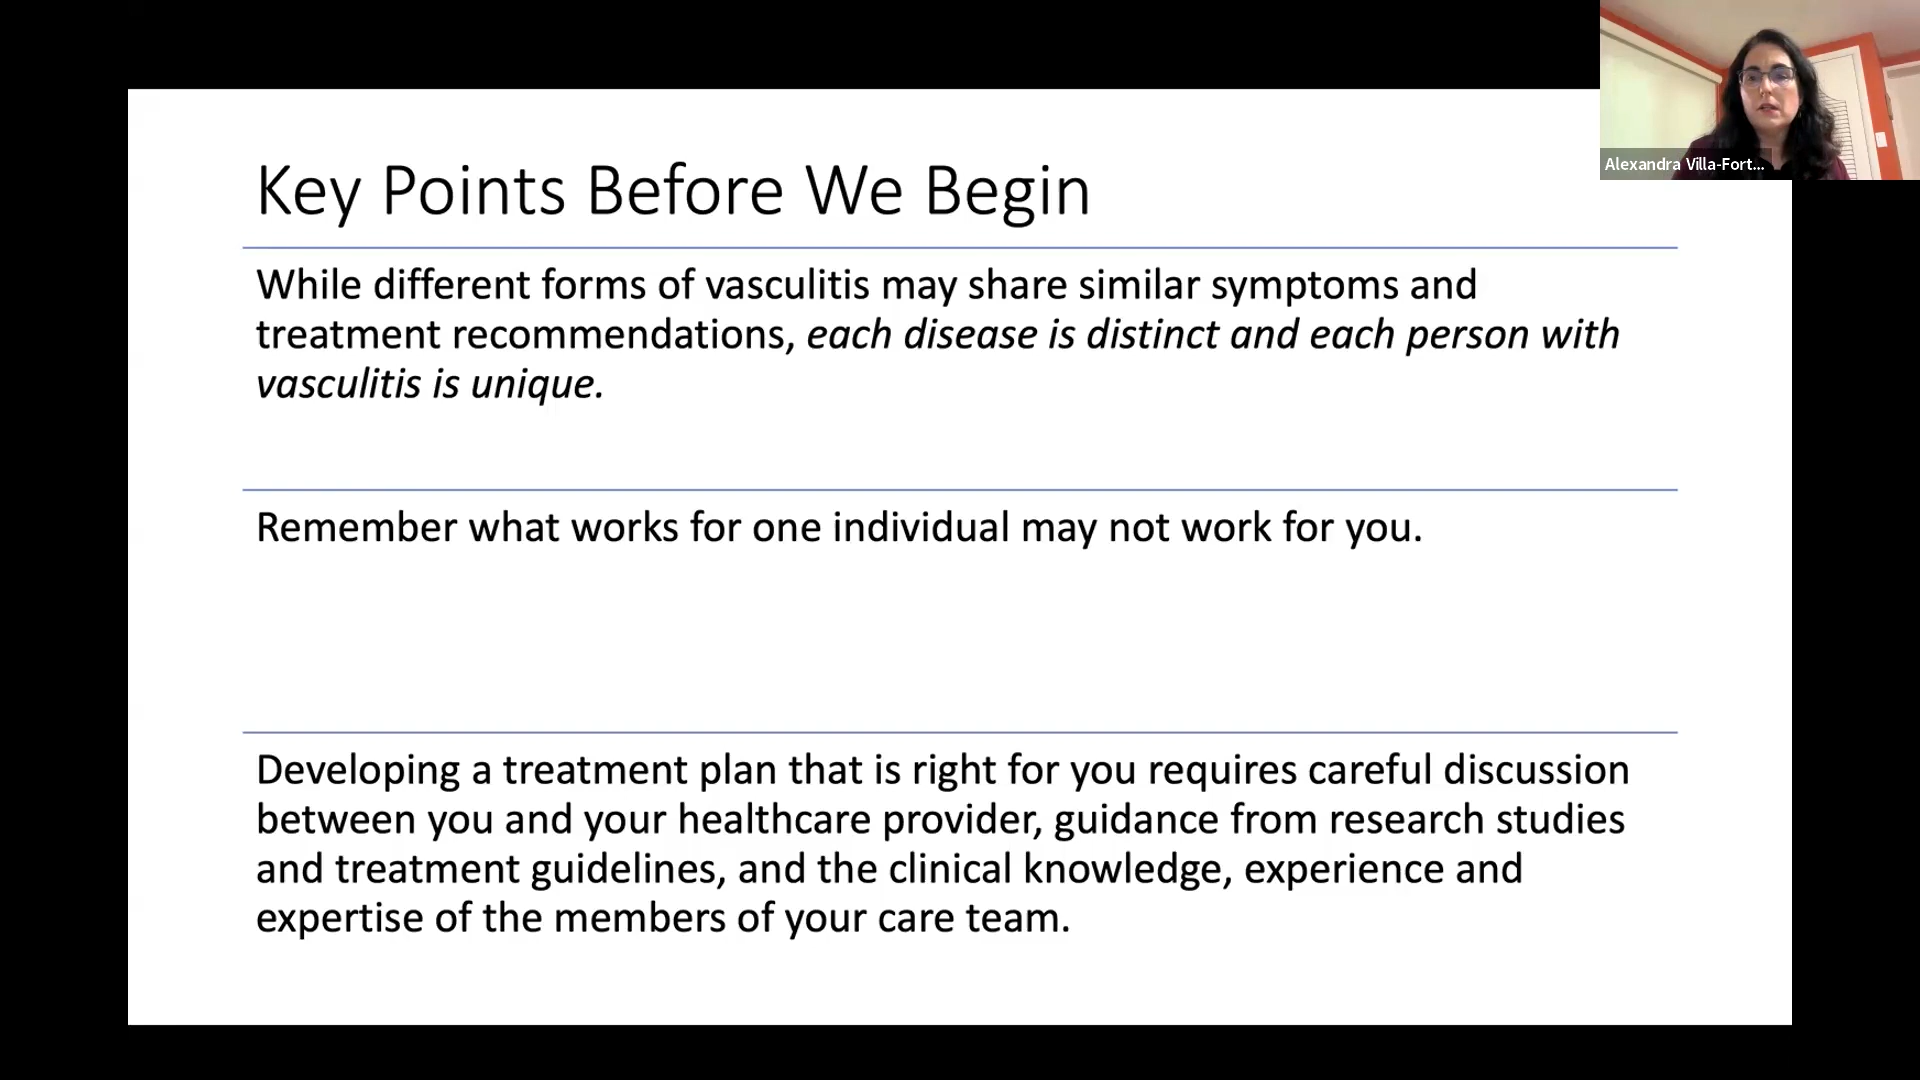 Key Points Before We Begin
Alexandra Villa-Fort...
While different forms of vasculitis may share similar symptoms and
treatment recommendations, each disease is distinct and each person with
vasculitis is unique.
Remember what works for one individual may not work for you.
Developing a treatment plan that is right for you requires careful discussion
between you and your healthcare provider, guidance from research studies
and treatment guidelines, and the clinical knowledge, experience and
expertise of the members of your care team.